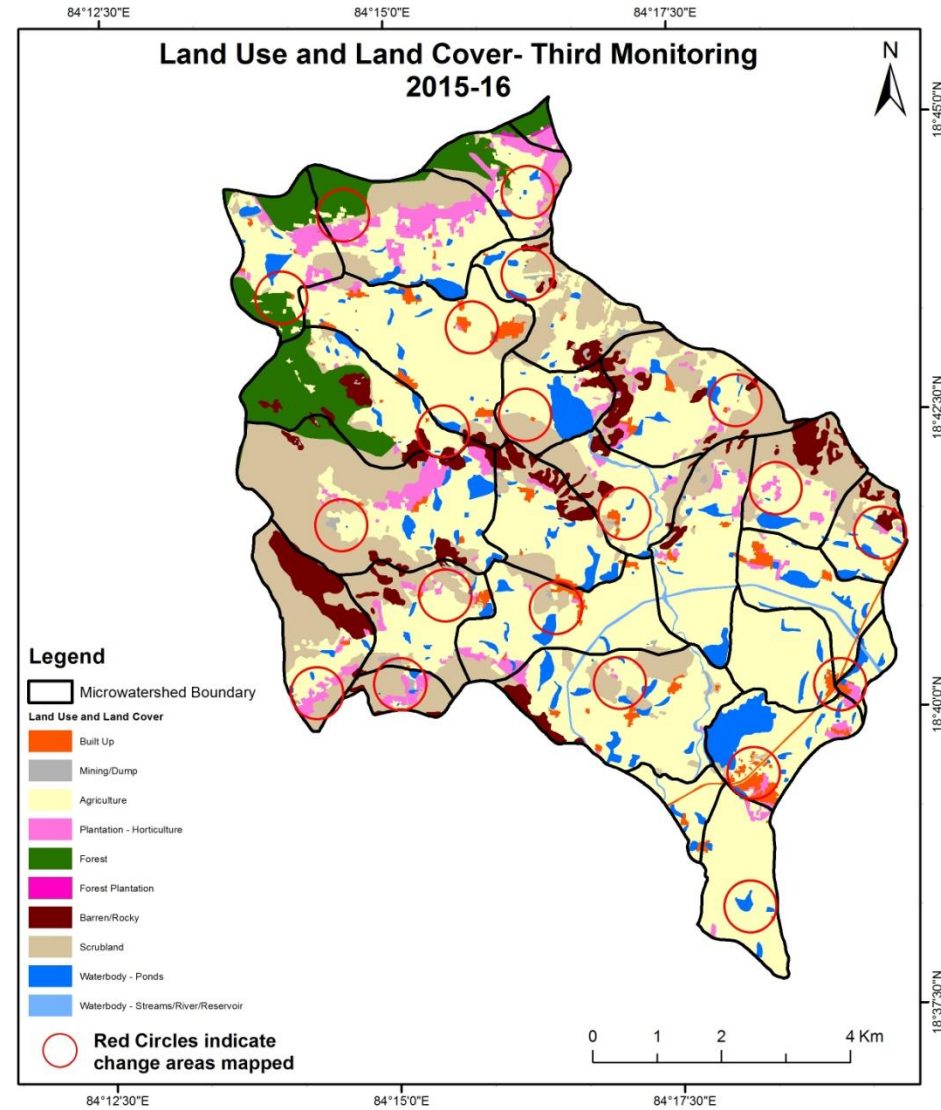 84°12'30"E
84°15'0"E
84°17'30"E
Land Use and Land Cover- Third Monitoring
2015-16
N
18°45'0"N
18°42'30"N
18°40'0"N
18°37'30"N
Legend
Microwatershed Boundary
Land Use and Land Cover
Built Up
Mining/Dump
Agriculture
Plantation - Horticulture
Forest
Forest Plantation
Barren/Rocky
Scrubland
Waterbody - Ponds
Waterbody - Streams/River/Reservoir
Red Circles indicate
change areas mapped
0 1 2 4 Km
84°12'30"E
84°15'0"E
84°17'30"E